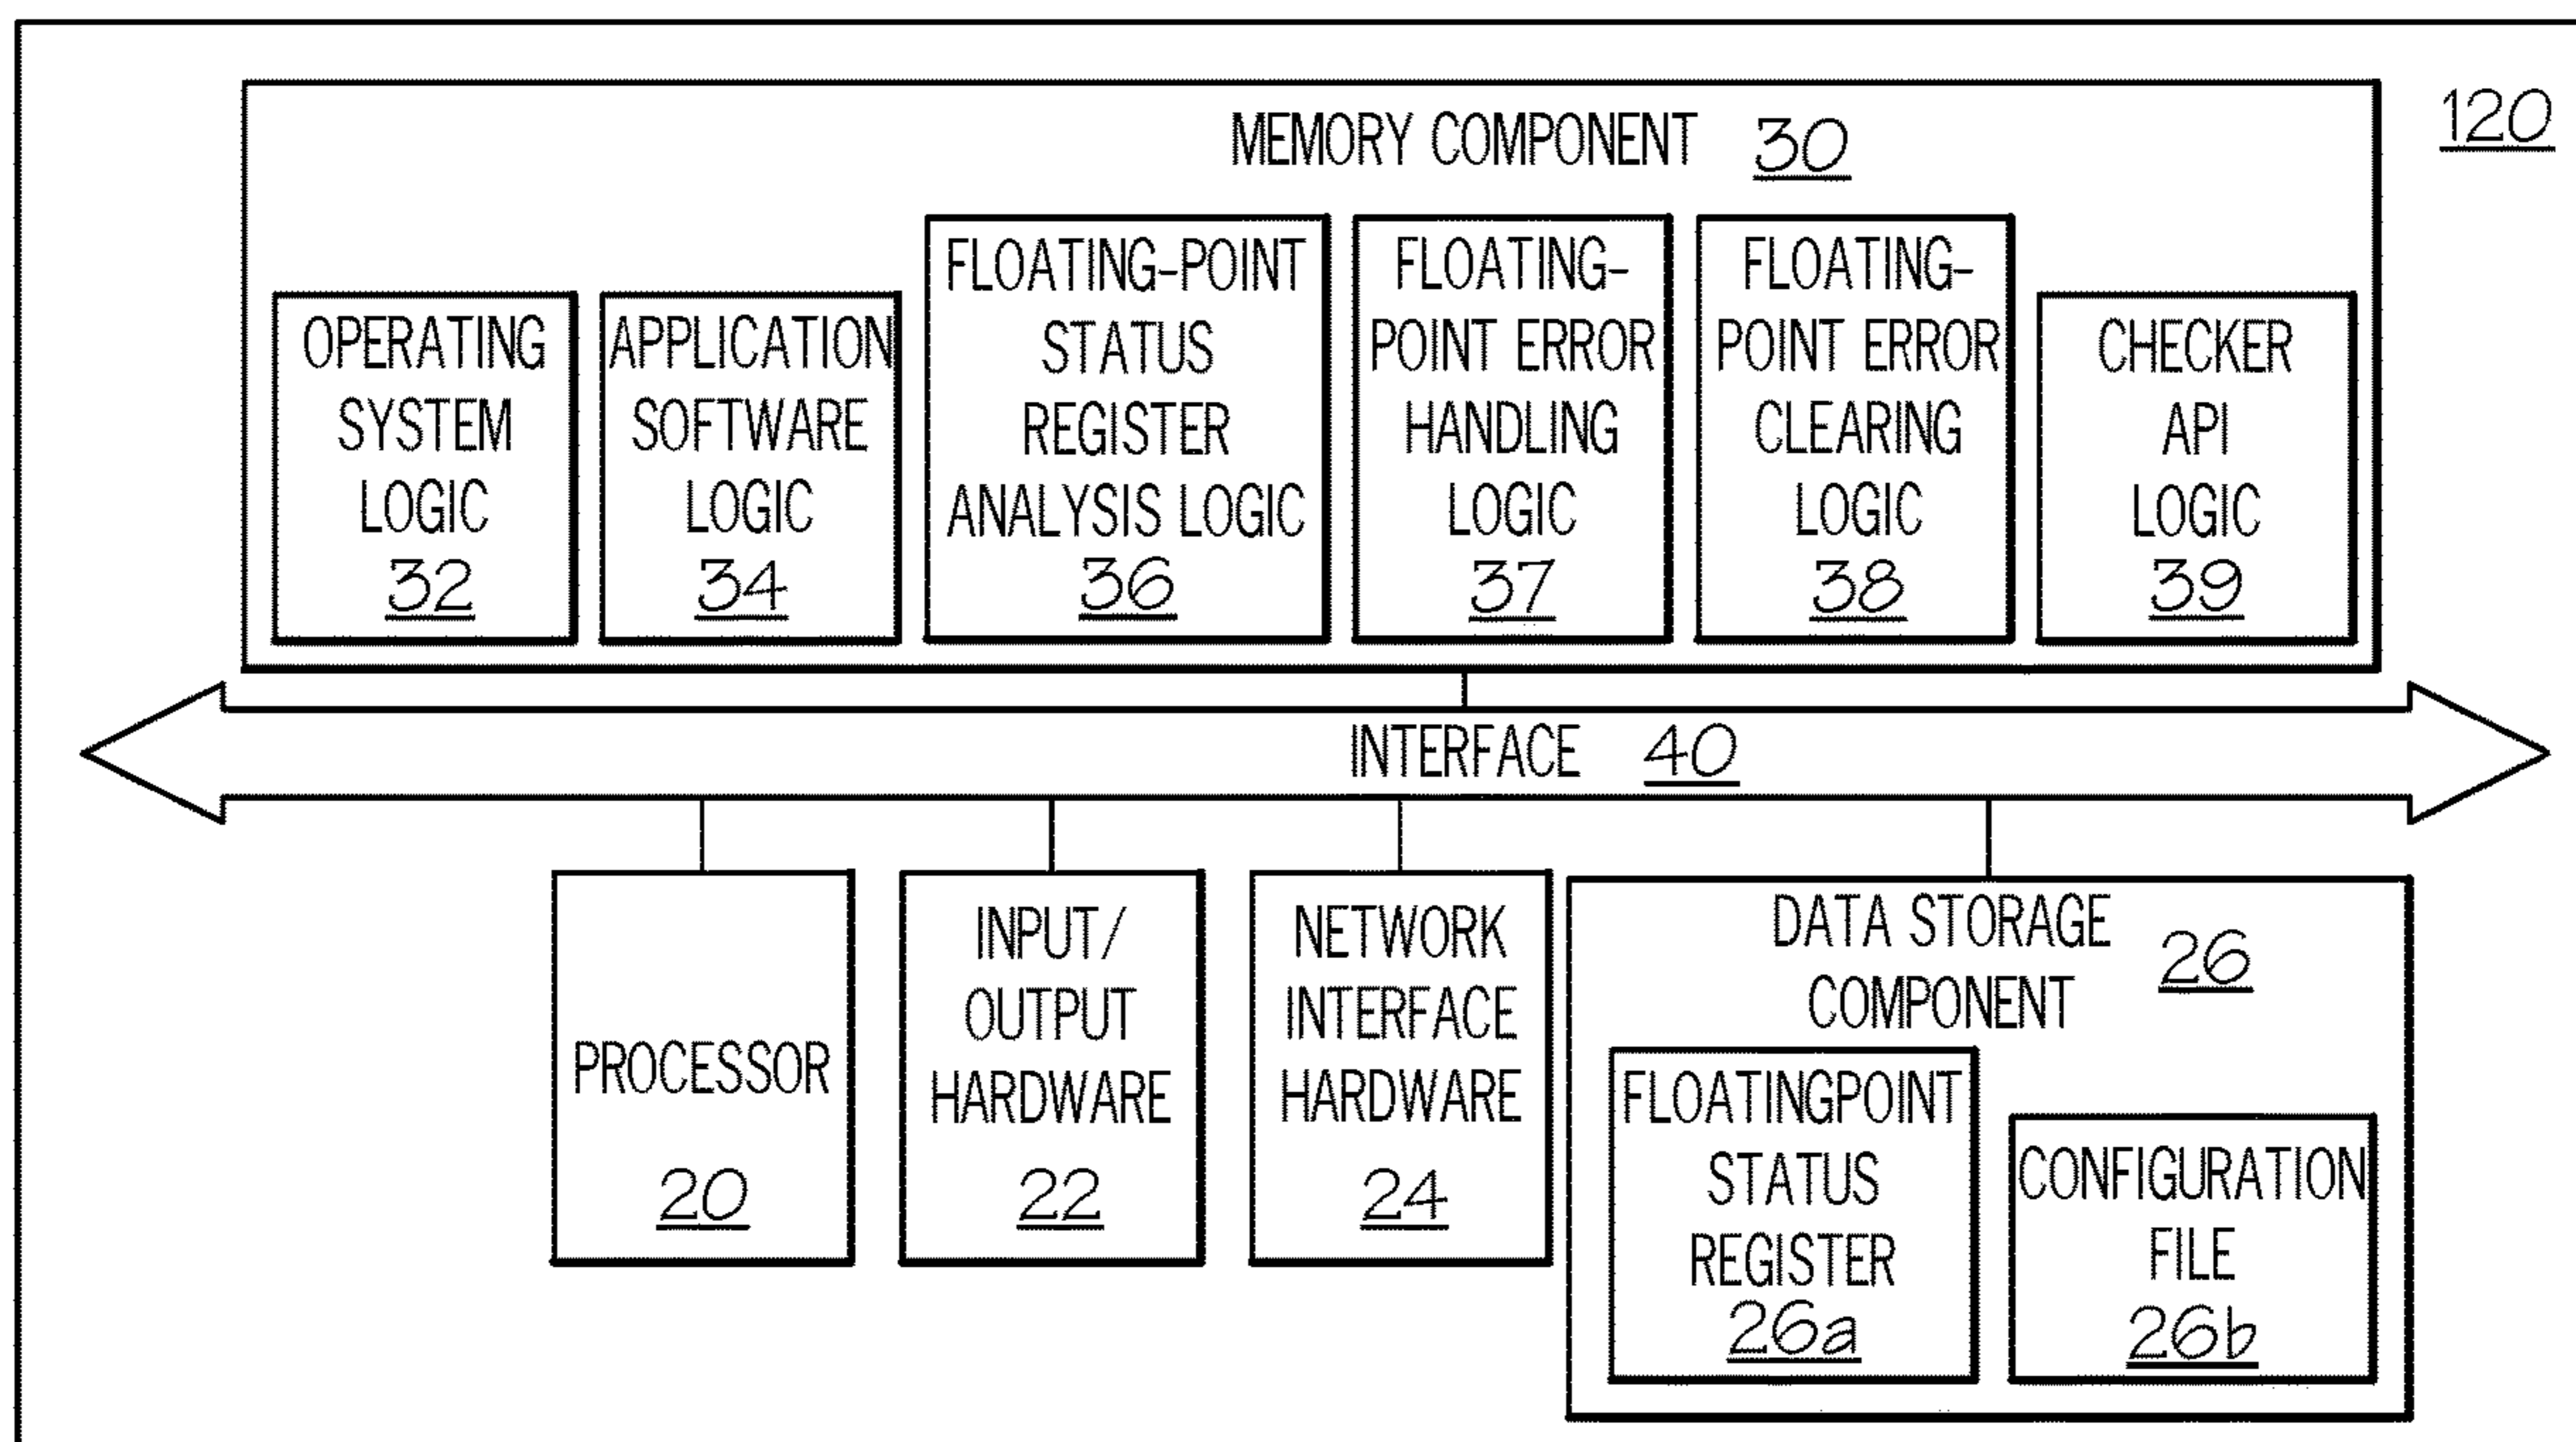 120
MEMORY COMPONENT 30
OPERATING
SYSTEM
LOGIC
32
APPLICATION
SOFTWARE
LOGIC
34
FLOATING-POINT
STATUS
REGISTER
ANALYSIS LOGIC
36
FLOATING-
POINT ERROR
HANDLING
LOGIC
37
FLOATING-
POINT ERROR
CLEARING
LOGIC
38
CHECKER
API
LOGIC
39
INTERFACE 40
PROCESSOR
20
INPUT/
OUTPUT
HARDWARE
22
NETWORK
INTERFACE
HARDWARE
24
DATA STORAGE
COMPONENT
26
FLOATINGPOINT
STATUS
REGISTER
26a
CONFIGURATION
FILE
26b